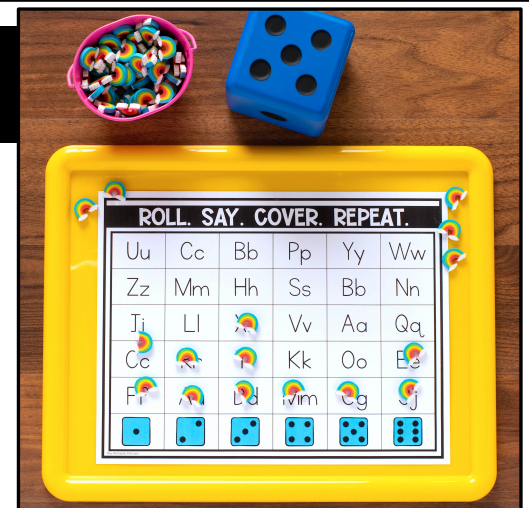 ROLL. SAY. COVER. REPEAT.
Uu Cc Bb Pp Yy Ww
Zz Mm Hh Ss Bb Nn
Jj Ll Vv Aa Qq
Cc Kk Oo Ee